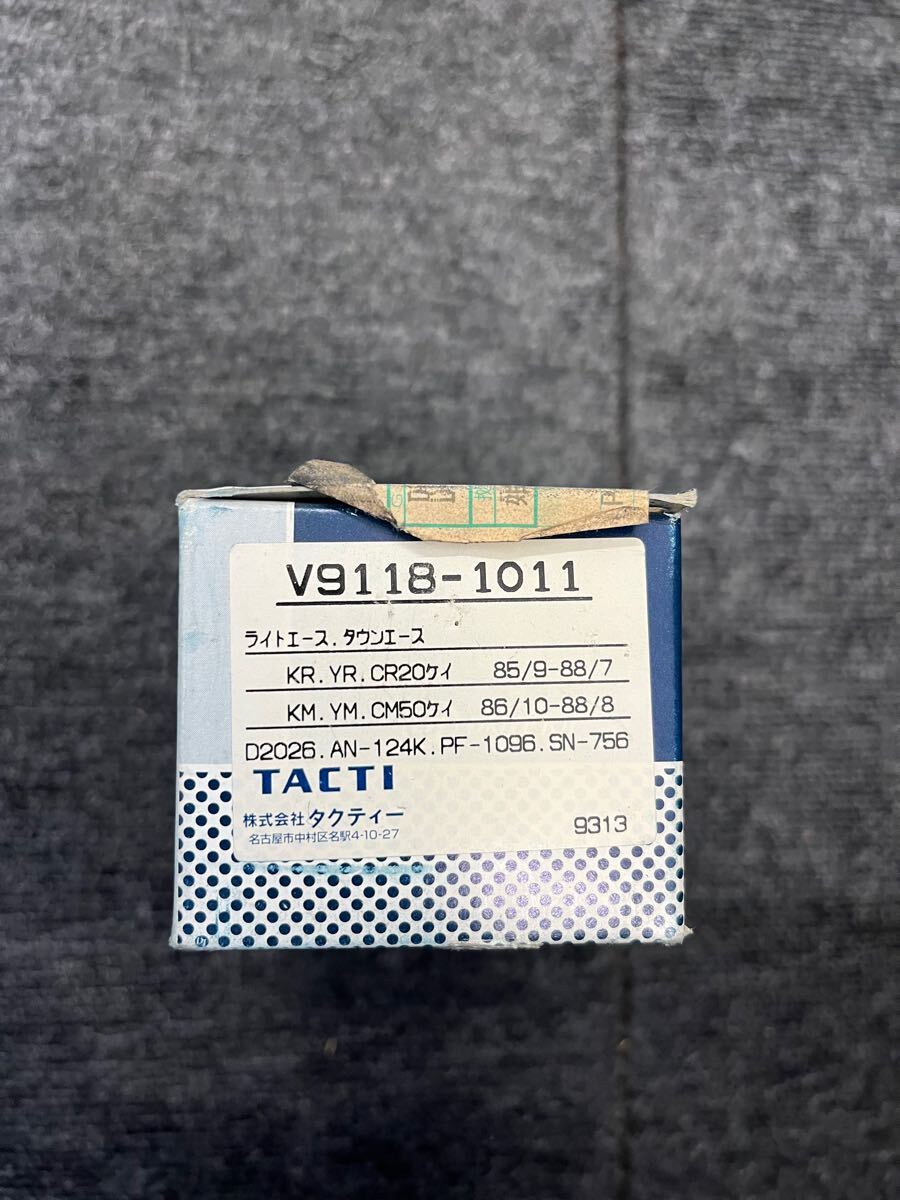 V9118-1011
ライトエース.タウンエース
KR.YR.CR20ケイ 85/9-88/7
KM.YM.CM50ケイ 86/10-88/8
D2026.AN-124K.PF-1096.SN-756
TACTI
株式会社タクティー
名古屋市中村区名駅4-10-27
9313